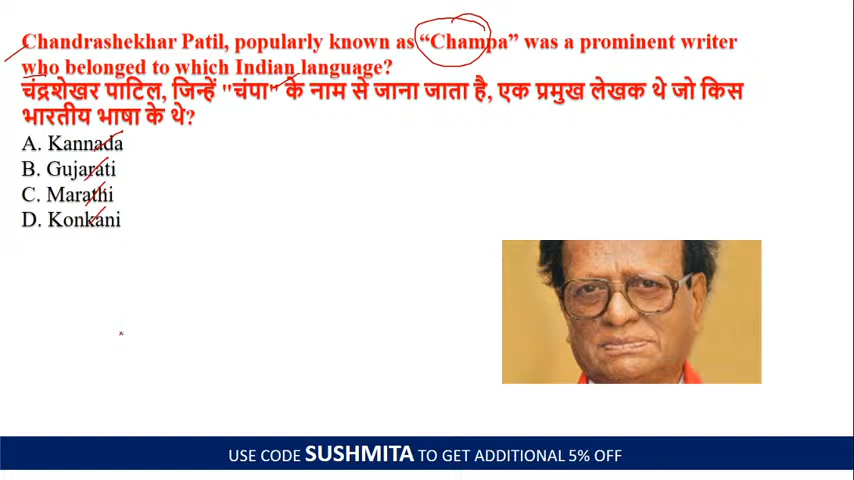 Chandrashekhar Patil, popularly known as “Champa” was a prominent writer
who belonged to which Indian language?
चंद्रशेखर पाटिल, जिन्हें "चंपा" के नाम से जाना जाता है, एक प्रमुख लेखक थे जो किस
भारतीय भाषा के थे?
A. Kannada
B. Gujarati
C. Marathi
D. Konkani
USE CODE SUSHMITA TO GET ADDITIONAL 5% OFF